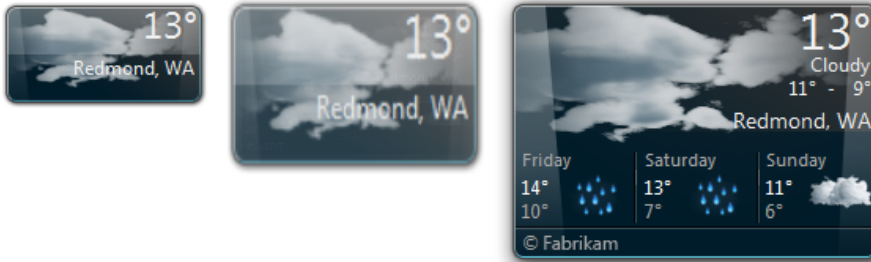 13°
Redmond, WA
13°
Redmond, WA
13°
Cloudy
11° - 9°
Redmond, WA
Friday Saturday Sunday
14° 13° 11°
10° 7° 6°
© Fabrikam